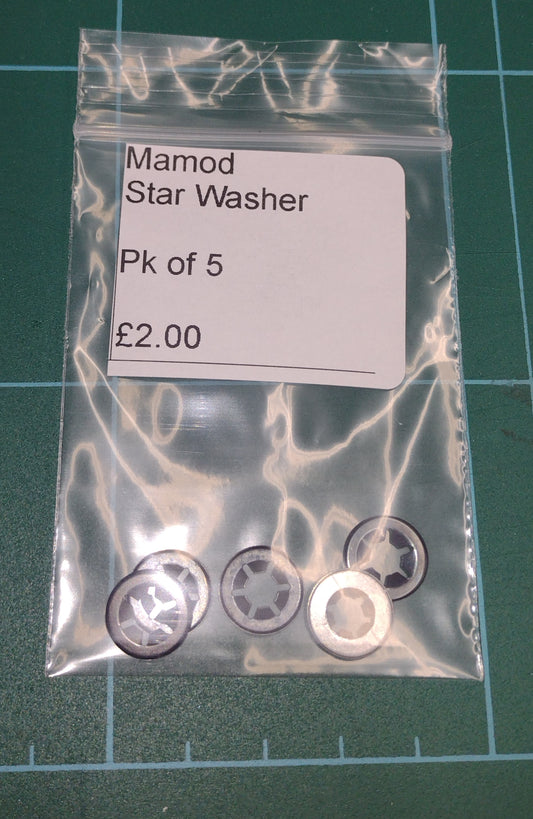 Mamod
Star Washer
Pk of 5
£2.00